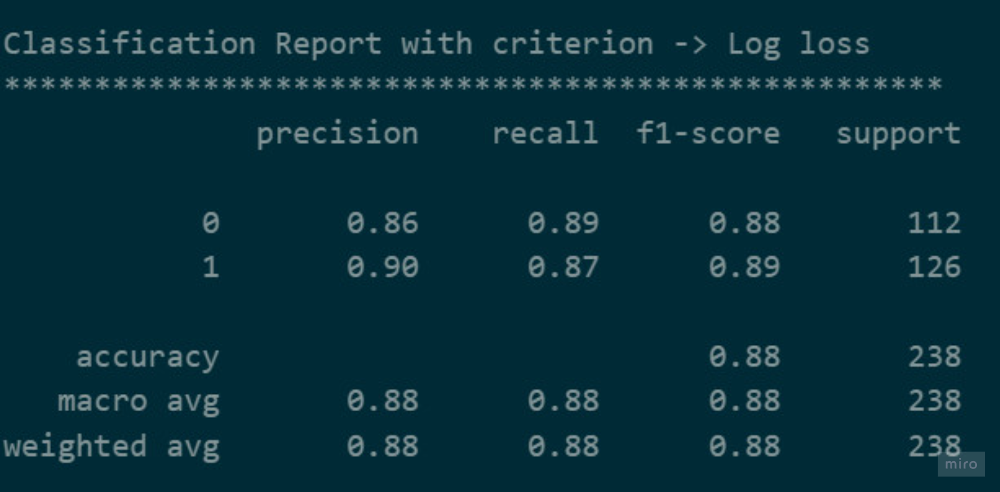 Classification Report with criterion -> Log loss
****************************************************
precision recall f1-score support
0 0.86 0.89 0.88 112
1 0.90 0.87 0.89 126
accuracy 0.88 238
macro avg 0.88 0.88 0.88 238
weighted avg 0.88 0.88 0.88 238
miro